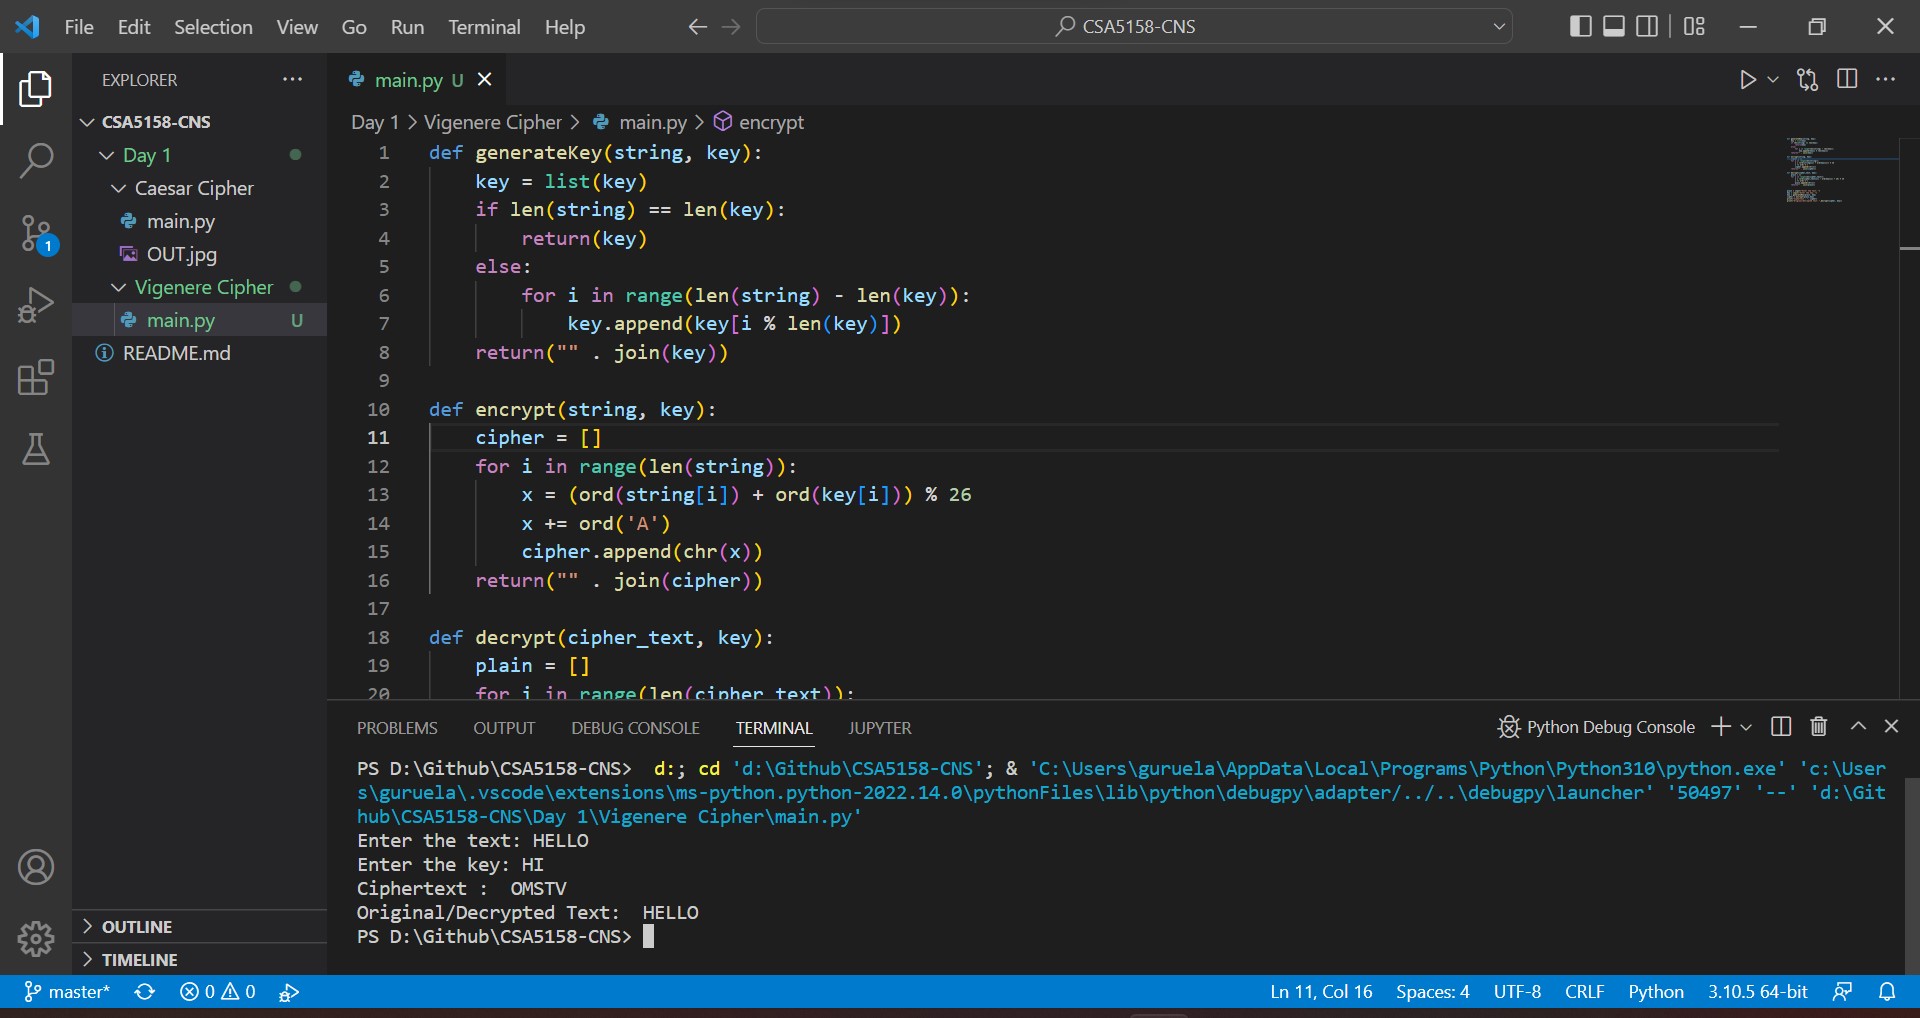 File Edit Selection View Go Run Terminal Help CSA5158-CNS
EXPLORER
CSA5158-CNS
Day 1
Caesar Cipher
main.py
OUT.jpg
Vigenere Cipher
main.py U
README.md
OUTLINE
TIMELINE
1
main.py U
Day 1 > Vigenere Cipher > main.py > encrypt
1 def generateKey(string, key):
2 key = list(key)
3 if len(string) == len(key):
4 return(key)
5 else:
6 for i in range(len(string) - len(key)):
7 key.append(key[i % len(key)])
8 return("" . join(key))
9
10 def encrypt(string, key):
11 cipher = []
12 for i in range(len(string)):
13 x = (ord(string[i]) + ord(key[i])) % 26
14 x += ord('A')
15 cipher.append(chr(x))
16 return("" . join(cipher))
17
18 def decrypt(cipher_text, key):
19 plain = []
20 for i in range(len(cipher_text)):
PROBLEMS OUTPUT DEBUG CONSOLE TERMINAL JUPYTER Python Debug Console
PS D:\Github\CSA5158-CNS>  d:; cd 'd:\Github\CSA5158-CNS'; & 'C:\Users\guruela\AppData\Local\Programs\Python\Python310\python.exe' 'c:\User
s\guruela\.vscode\extensions\ms-python.python-2022.14.0\pythonFiles\lib\python\debugpy\adapter/../..\debugpy\launcher' '50497' '--' 'd:\Git
hub\CSA5158-CNS\Day 1\Vigenere Cipher\main.py'
Enter the text: HELLO
Enter the key: HI
Ciphertext :  OMSTV
Original/Decrypted Text:  HELLO
PS D:\Github\CSA5158-CNS>
master* 0 0 Ln 11, Col 16 Spaces: 4 UTF-8 CRLF Python 3.10.5 64-bit